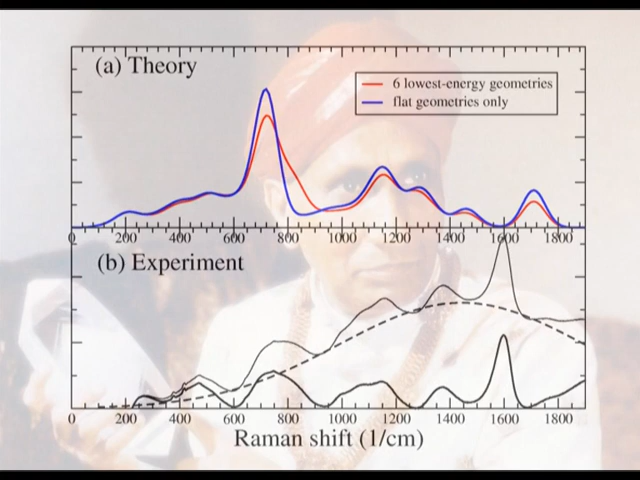 (a) Theory
6 lowest-energy geometries
flat geometries only
0 200 400 600 800 1000 1200 1400 1600 1800
(b) Experiment
0 200 400 600 800 1000 1200 1400 1600 1800
Raman shift (1/cm)